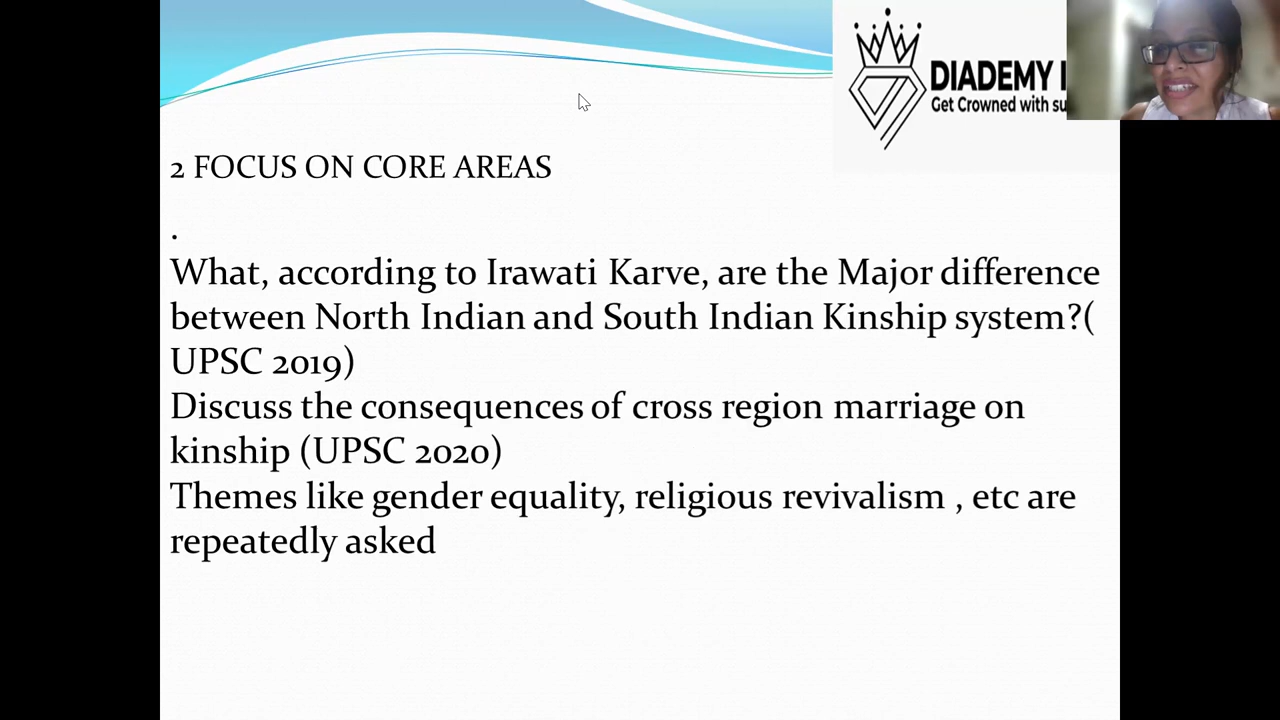 DIADEMY
Get Crowned with su
2 FOCUS ON CORE AREAS
.
What, according to Irawati Karve, are the Major difference
between North Indian and South Indian Kinship system?(
UPSC 2019)
Discuss the consequences of cross region marriage on
kinship (UPSC 2020)
Themes like gender equality, religious revivalism , etc are
repeatedly asked